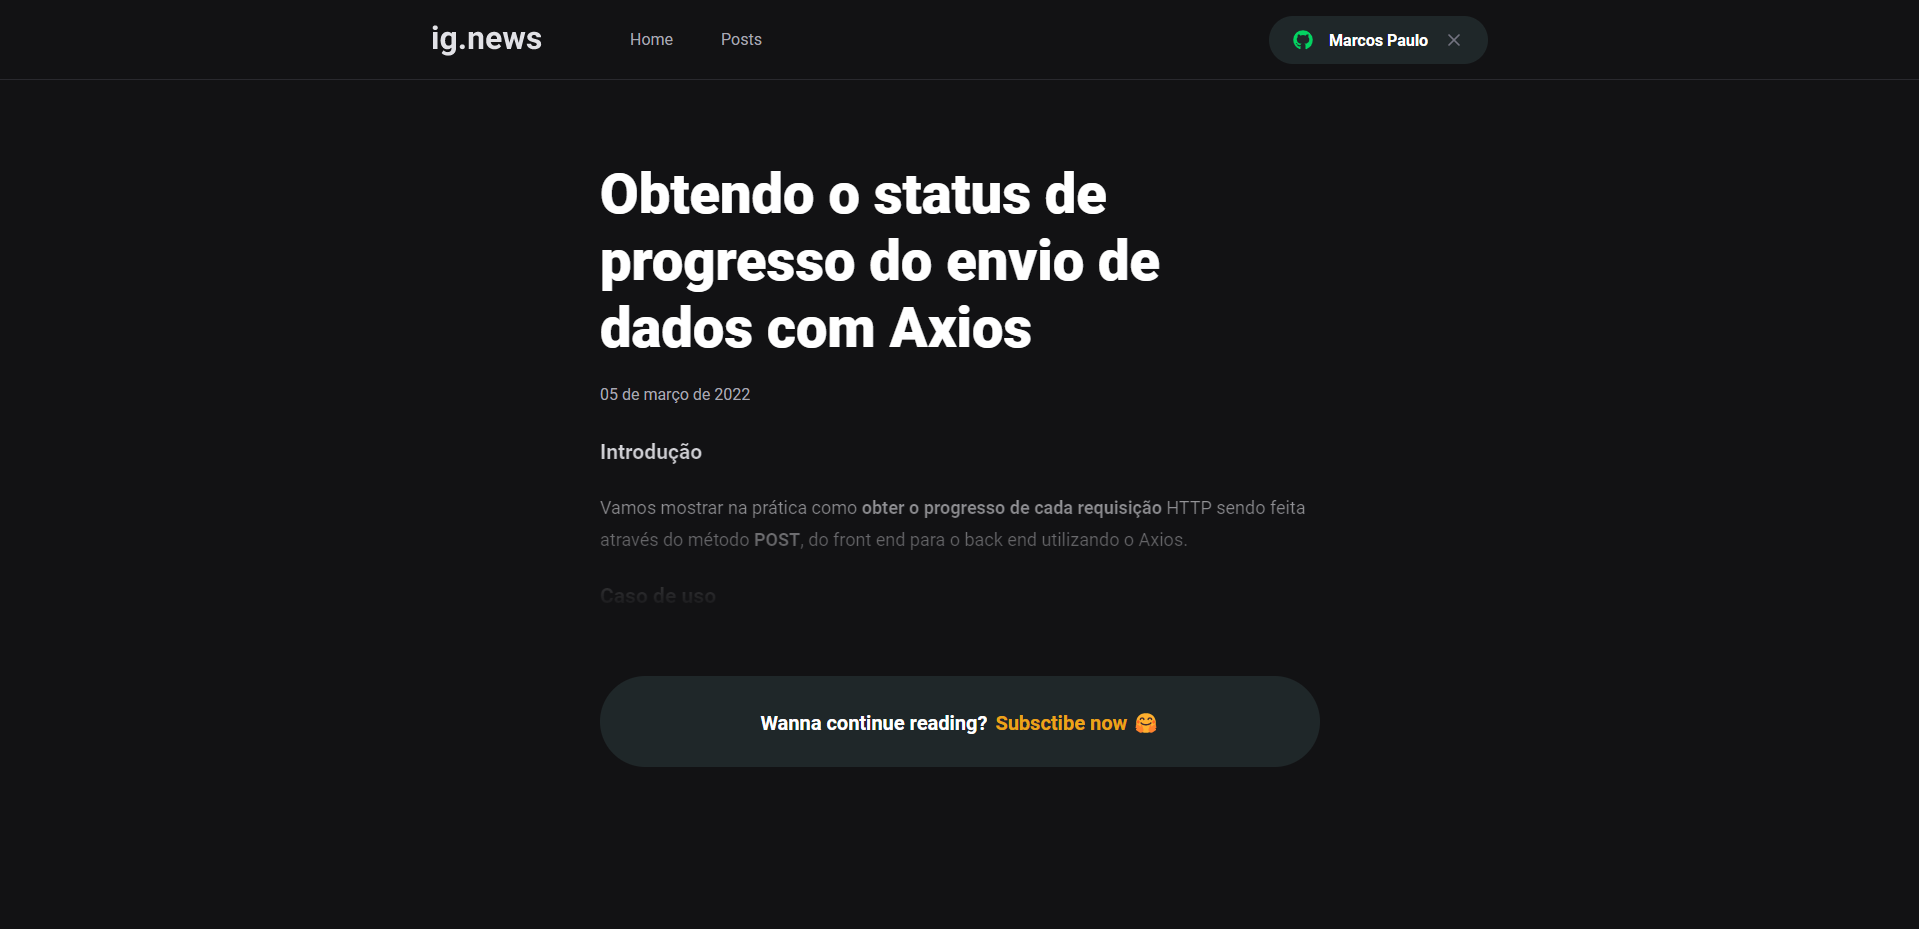 ig.news
Home
Posts
Marcos Paulo
Obtendo o status de
progresso do envio de
dados com Axios
05 de março de 2022
Introdução
Vamos mostrar na prática como obter o progresso de cada requisição HTTP sendo feita
através do método POST, do front end para o back end utilizando o Axios.
Caso de uso
Wanna continue reading? Subsctibe now 🤗